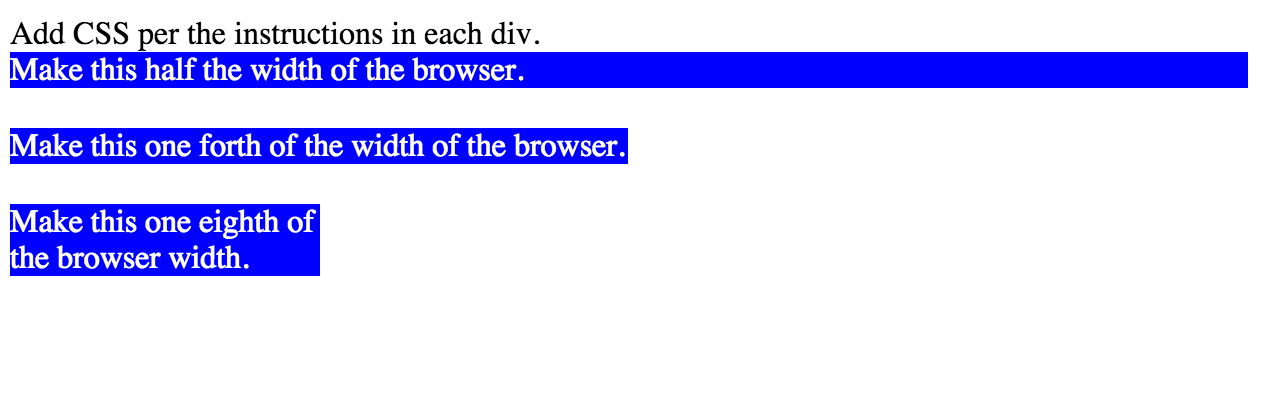 Add CSS per the instructions in each div.
Make this half the width of the browser.
Make this one forth of the width of the browser.
Make this one eighth of
the browser width.